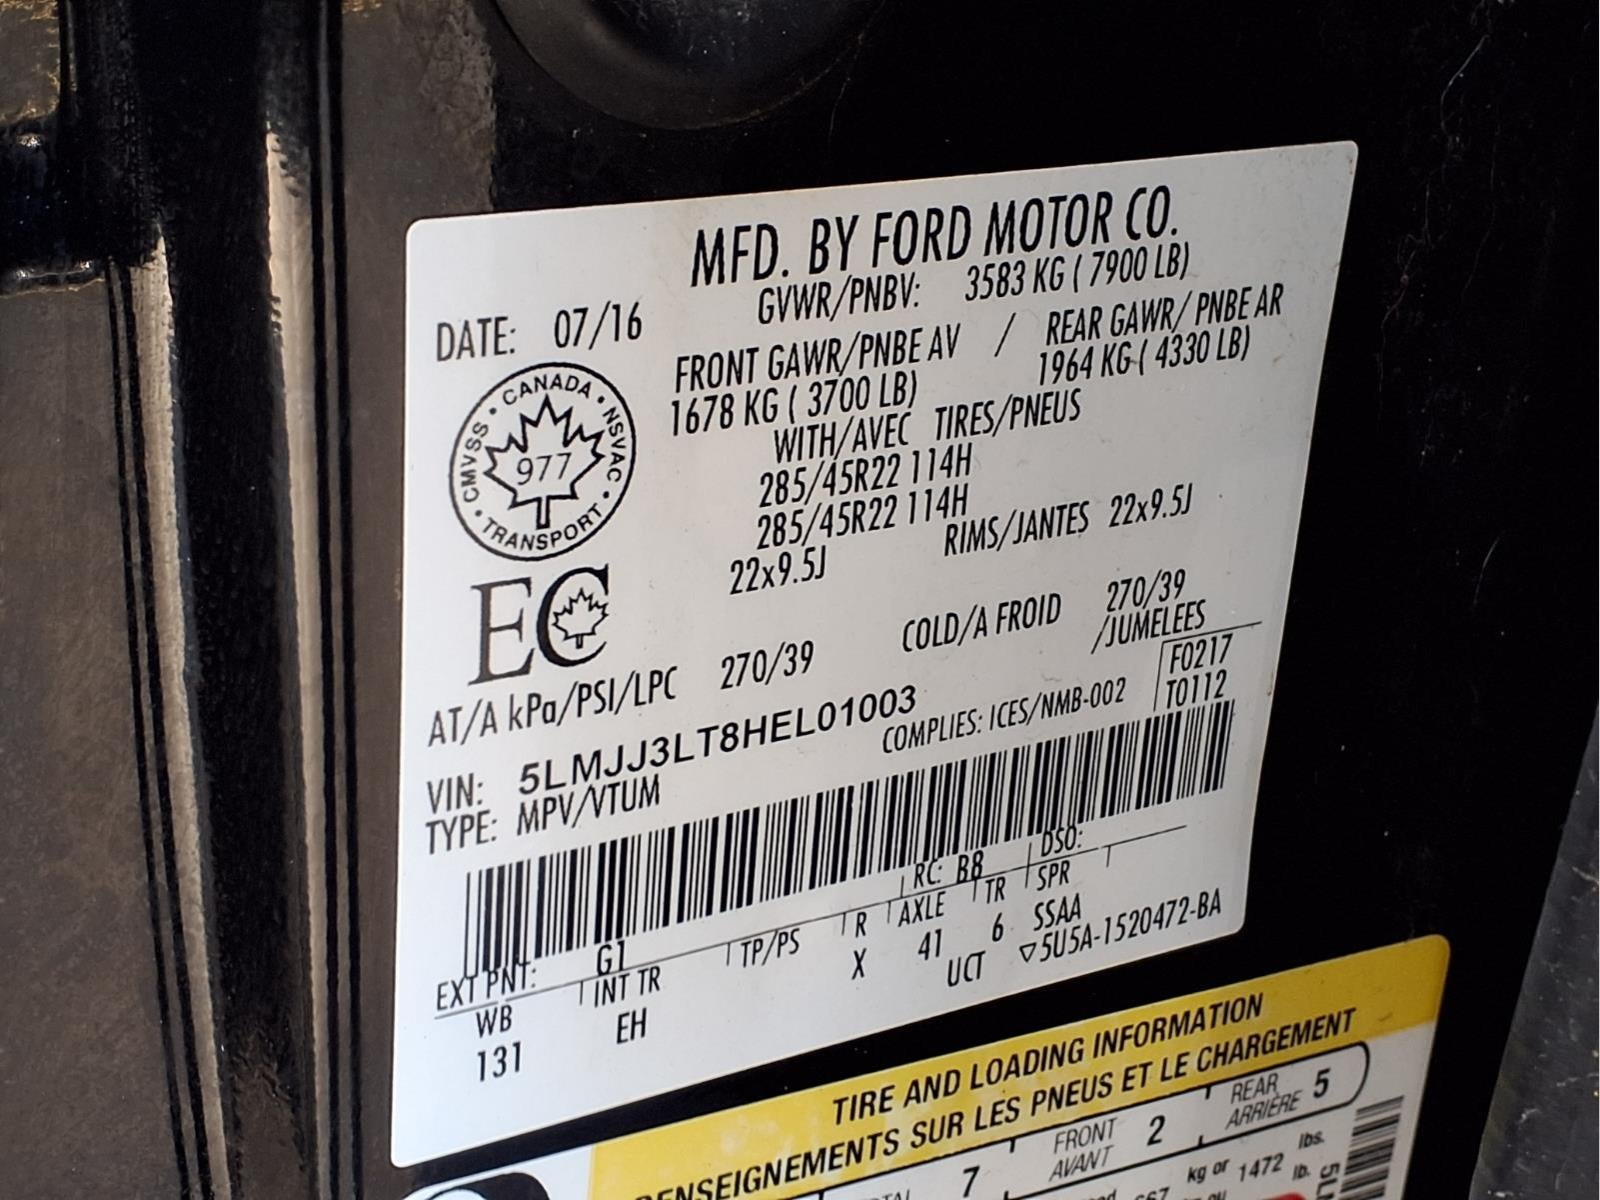 MFD. BY FORD MOTOR CO.
DATE: 07/16 GVWR/PNBV: 3583 KG ( 7900 LB)
FRONT GAWR/PNBE AV / REAR GAWR/ PNBE AR
1678 KG ( 3700 LB) 1964 KG ( 4330 LB)
WITH/AVEC TIRES/PNEUS
285/45R22 114H
285/45R22 114H
22x9.5J RIMS/JANTES 22x9.5J
CANADA • NSVAC • TRANSPORT • CMVSS •
977
EC
AT/A kPa/PSI/LPC 270/39 COLD/A FROID 270/39
/JUMELEES
VIN: 5LMJJ3LT8HEL01003
COMPLIES: ICES/NMB-002
F0217
T0112
TYPE: MPV/VTUM
EXT PNT: G1 RC: B8 DSO:
WB INT TR TP/PS R AXLE TR SPR
131 EH X 41 6 SSAA
UCT ▽5U5A-1520472-BA
TIRE AND LOADING INFORMATION
RENSEIGNEMENTS SUR LES PNEUS ET LE CHARGEMENT
7 FRONT AVANT 2 REAR ARRIÈRE 5
kg or 1472 lbs.
lb.